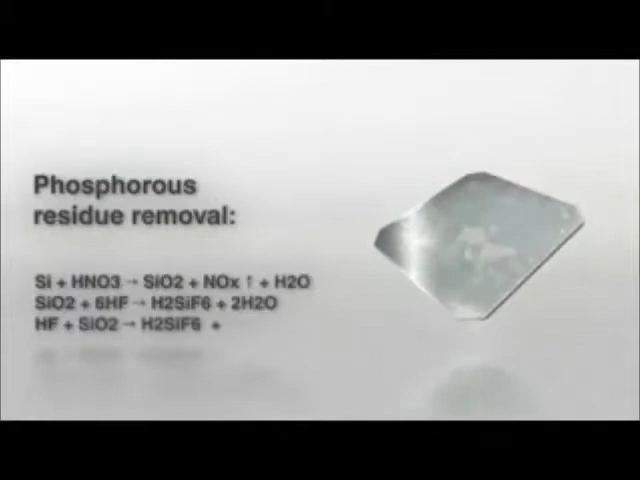 Phosphorous
residue removal:
Si + HNO3 → SiO2 + NOx ↑ + H2O
SiO2 + 6HF → H2SiF6 + 2H2O
HF + SiO2 → H2SiF6 +